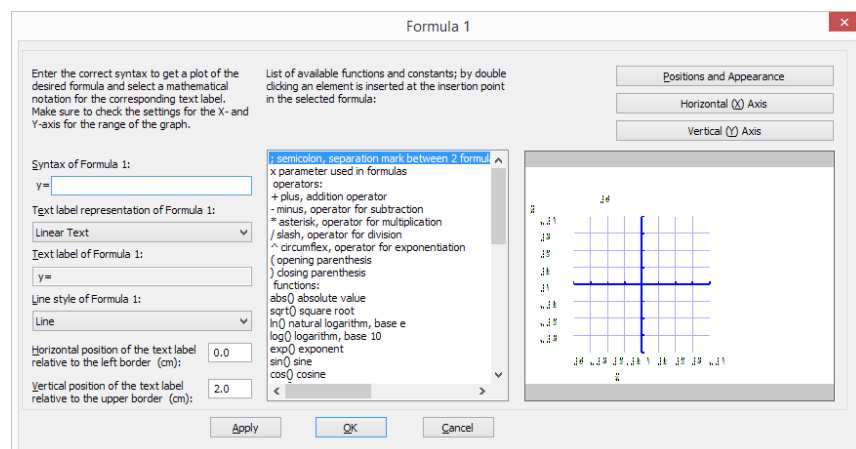 Formula 1
Enter the correct syntax to get a plot of the
desired formula and select a mathematical
notation for the corresponding text label.
Make sure to check the settings for the X- and
Y-axis for the range of the graph.
Syntax of Formula 1:
y=
Text label representation of Formula 1:
Linear Text
Text label of Formula 1:
y=
Line style of Formula 1:
Line
Horizontal position of the text label
relative to the left border (cm):
0.0
Vertical position of the text label
relative to the upper border (cm):
2.0
List of available functions and constants; by double
clicking an element is inserted at the insertion point
in the selected formula:
; semicolon, separation mark between 2 formul
x parameter used in formulas
operators:
+ plus, addition operator
- minus, operator for subtraction
* asterisk, operator for multiplication
/ slash, operator for division
^ circumflex, operator for exponentiation
( opening parenthesis
) closing parenthesis
functions:
abs() absolute value
sqrt() square root
ln() natural logarithm, base e
log() logarithm, base 10
exp() exponent
sin() sine
cos() cosine
Positions and Appearance
Horizontal (X) Axis
Vertical (Y) Axis
Apply
OK
Cancel